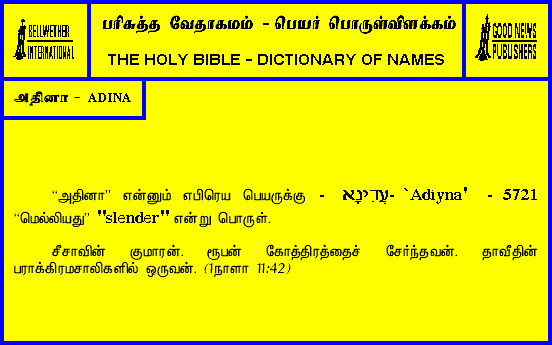 BELLWETHER
INTERNATIONAL
பரிசுத்த வேதாகமம் - பெயர் பொருள்விளக்கம்
THE HOLY BIBLE - DICTIONARY OF NAMES
GOOD NEWS
PUBLISHERS
அதினா - ADINA
“அதினா” என்னும் எபிரெய பெயருக்கு - עֲדִינָא- `Adiyna' - 5721
“மெல்லியது” "slender" என்று பொருள்.
சீசாவின் குமாரன். ரூபன் கோத்திரத்தைச் சேர்ந்தவன். தாவீதின்
பராக்கிரமசாலிகளில் ஒருவன். (1நாளா 11:42)